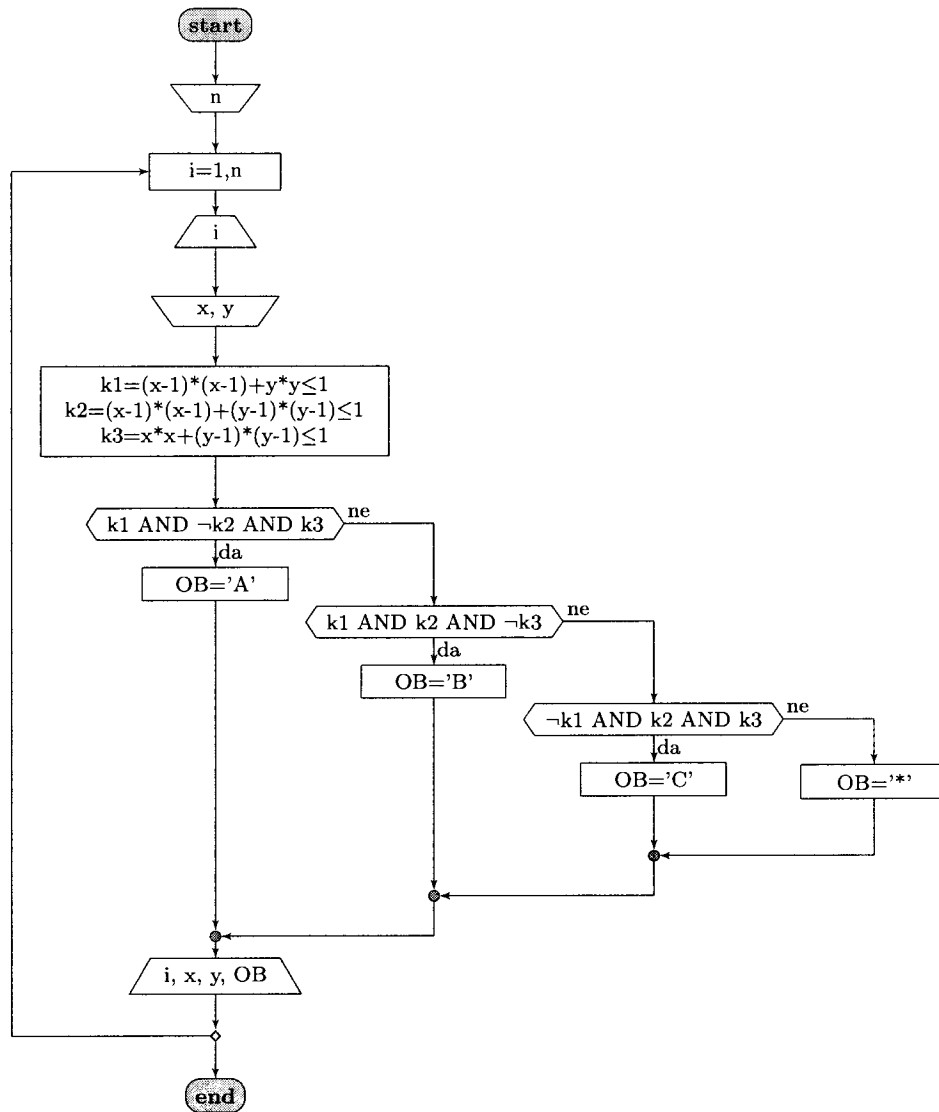 start
n
i=1,n
i
x, y
k1=(x-1)*(x-1)+y*y≤1
k2=(x-1)*(x-1)+(y-1)*(y-1)≤1
k3=x*x+(y-1)*(y-1)≤1
k1 AND ¬k2 AND k3
ne
da
OB='A'
k1 AND k2 AND ¬k3
ne
da
OB='B'
¬k1 AND k2 AND k3
ne
da
OB='C'
OB='*'
i, x, y, OB
end